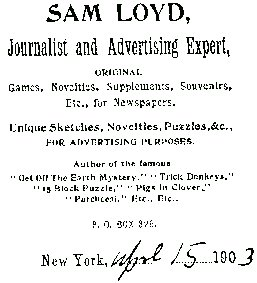 SAM LOYD,
Journalist and Advertising Expert,
ORIGINAL
Games, Novelties, Supplements, Souvenirs,
Etc., for Newspapers.
Unique Sketches, Novelties, Puzzles, &c.,
FOR ADVERTISING PURPOSES.
Author of the famous
"Get Off The Earth Mystery," "Trick Donkeys,"
"15 Block Puzzle," "Pigs In Clover,"
"Parcheesi," Etc., Etc.
P. O. BOX
New York, April 15 1903